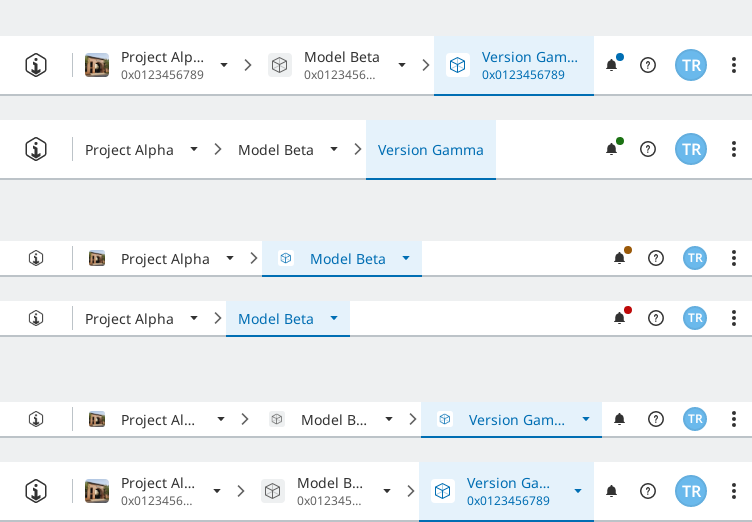 Project Alp... Model Beta Version Gam... TR
0x0123456789 0x0123456... 0x0123456789
Project Alpha Model Beta Version Gamma TR
Project Alpha Model Beta TR
Project Alpha Model Beta TR
Project Al... Model B... Version Gam... TR
Project Al... Model B... Version Ga... TR
0x0123456... 0x012345... 0x0123456789